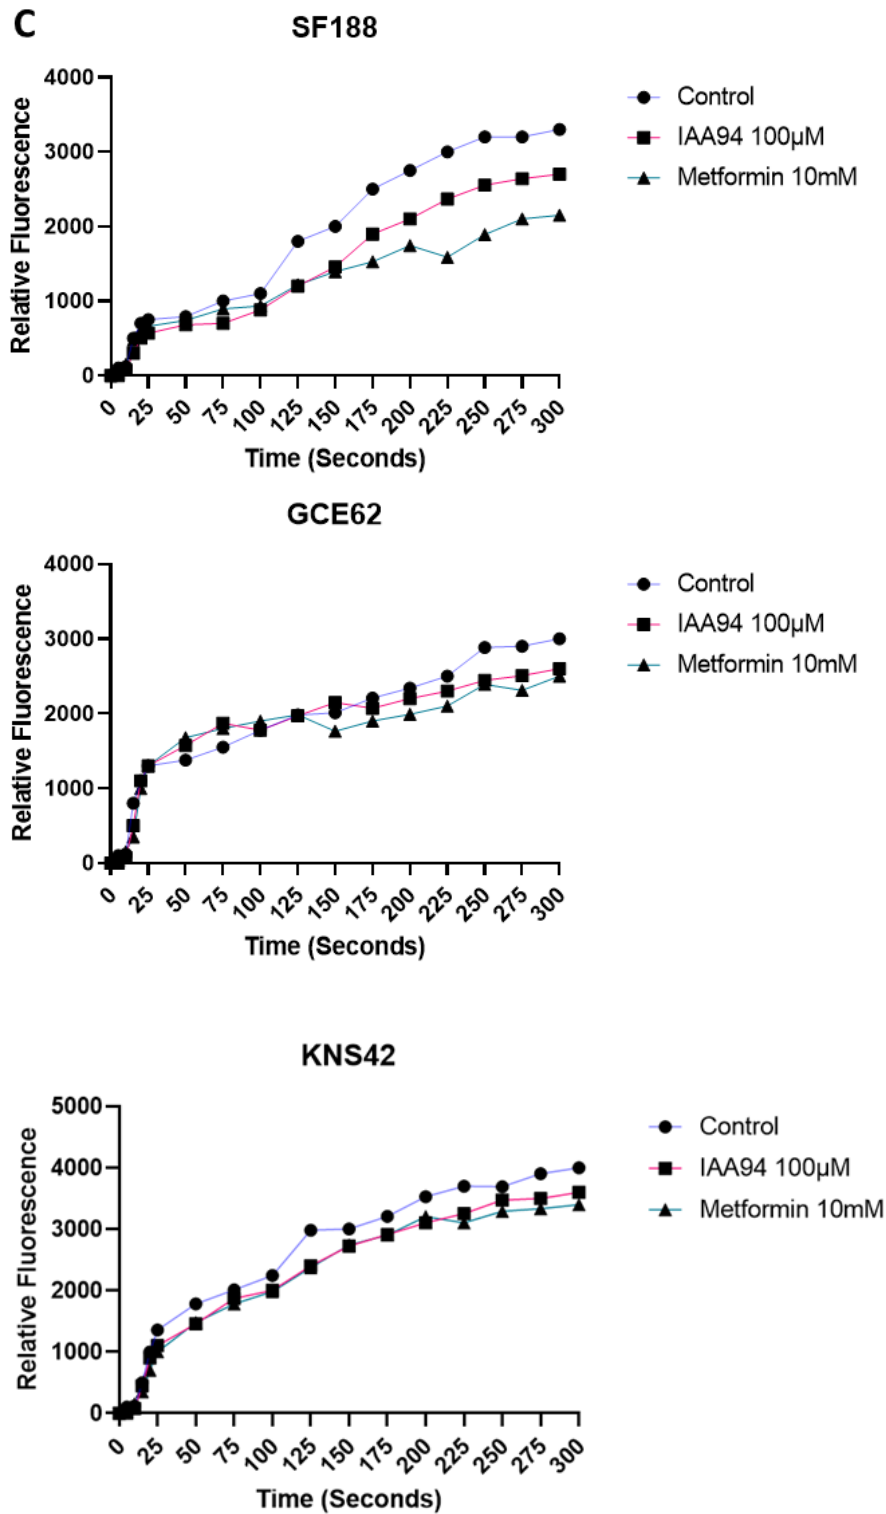 C
SF188
4000
3000
2000
1000
0
Relative Fluorescence
0 25 50 75 100 125 150 175 200 225 250 275 300
Time (Seconds)
Control
IAA94 100µM
Metformin 10mM
GCE62
4000
3000
2000
1000
0
Relative Fluorescence
0 25 50 75 100 125 150 175 200 225 250 275 300
Time (Seconds)
Control
IAA94 100µM
Metformin 10mM
KNS42
5000
4000
3000
2000
1000
0
Relative Fluorescence
0 25 50 75 100 125 150 175 200 225 250 275 300
Time (Seconds)
Control
IAA94 100µM
Metformin 10mM